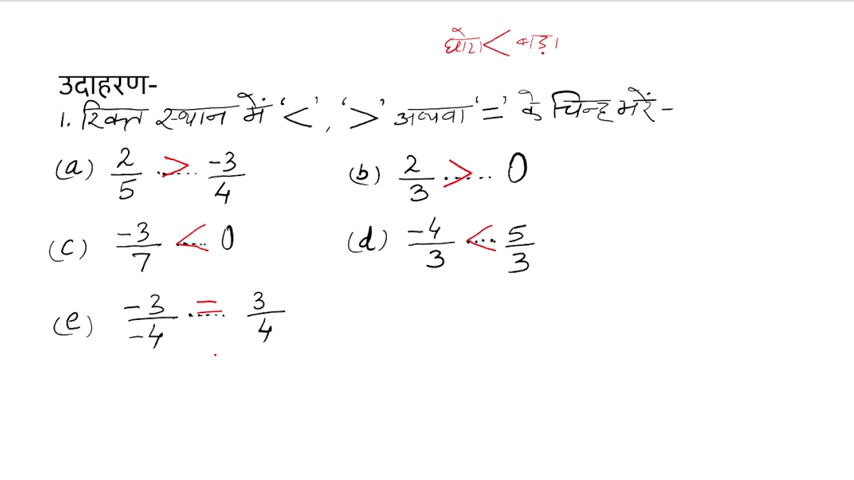 छोटा < बड़ा
उदाहरण-
1. रिक्त स्थान में '<', '>' अथवा '=' के चिन्ह भरें -
(a) 2/5 ..>... -3/4 (b) 2/3 ..>... 0
(c) -3/7 ..<... 0 (d) -4/3 ..<... 5/3
(e) -3/-4 ..=... 3/4